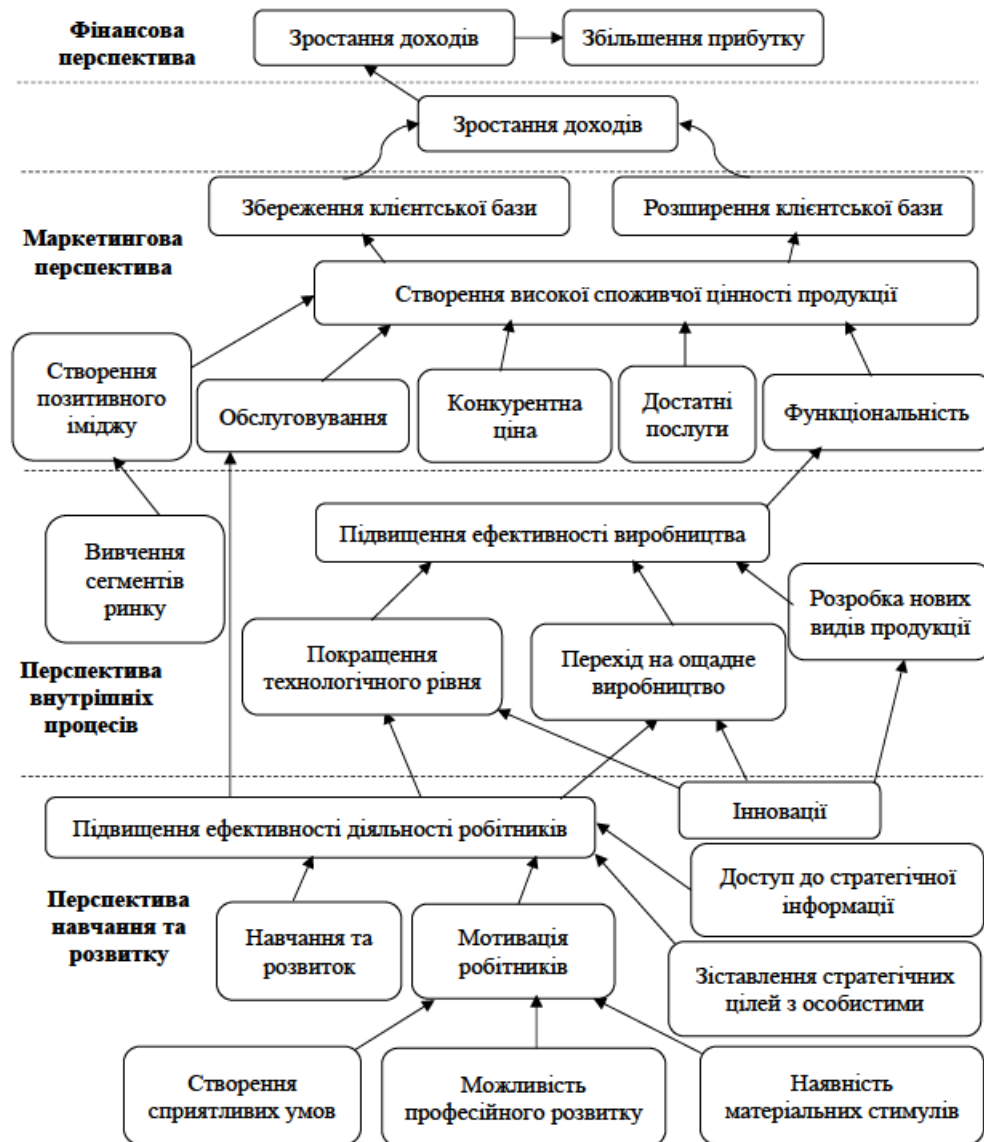 Фінансова
перспектива
Зростання доходів
Збільшення прибутку
Зростання доходів
Маркетингова
перспектива
Збереження клієнтської бази
Розширення клієнтської бази
Створення високої споживчої цінності продукції
Створення
позитивного
іміджу
Обслуговування
Конкурентна
ціна
Достатні
послуги
Функціональність
Вивчення
сегментів
ринку
Підвищення ефективності виробництва
Розробка нових
видів продукції
Перспектива
внутрішніх
процесів
Покращення
технологічного рівня
Перехід на ощадне
виробництво
Підвищення ефективності діяльності робітників
Інновації
Перспектива
навчання та
розвитку
Навчання та
розвиток
Мотивація
робітників
Доступ до стратегічної
інформації
Зіставлення стратегічних
цілей з особистими
Створення
сприятливих умов
Можливість
професійного розвитку
Наявність
матеріальних стимулів